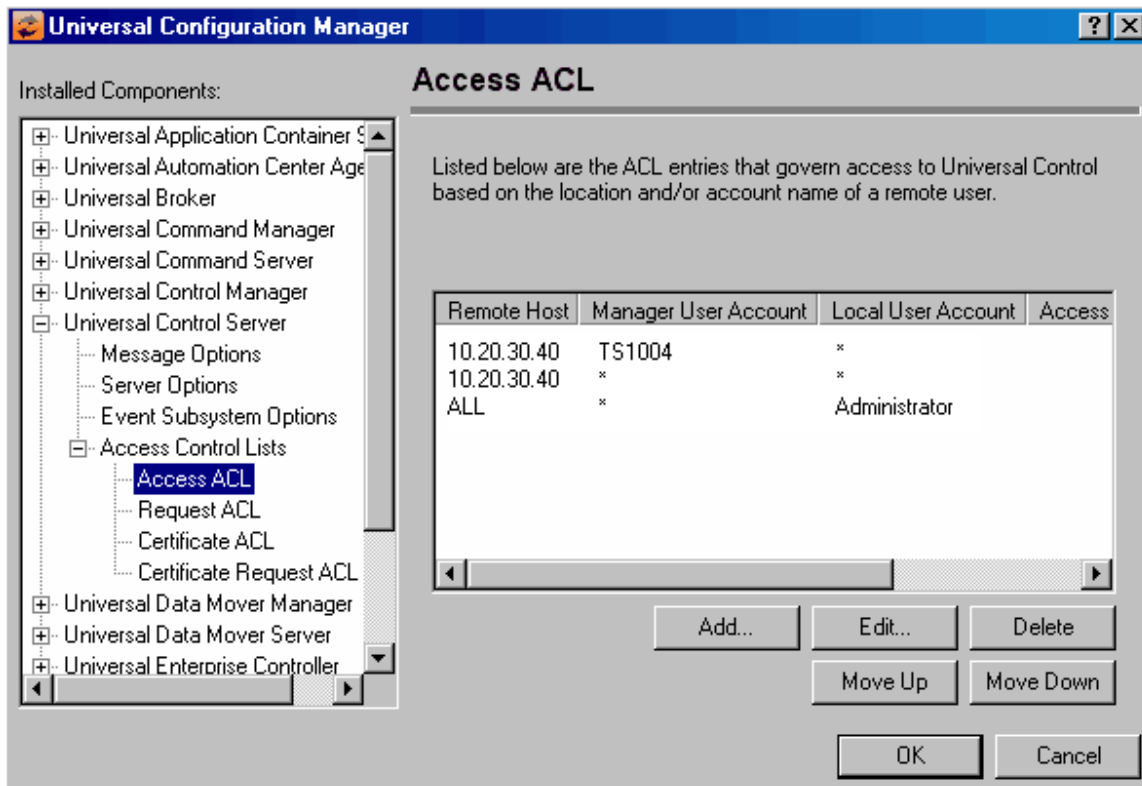 Universal Configuration Manager
Installed Components:
Universal Application Container S
Universal Automation Center Age
Universal Broker
Universal Command Manager
Universal Command Server
Universal Control Manager
Universal Control Server
Message Options
Server Options
Event Subsystem Options
Access Control Lists
Access ACL
Request ACL
Certificate ACL
Certificate Request ACL
Universal Data Mover Manager
Universal Data Mover Server
Universal Enterprise Controller
Access ACL
Listed below are the ACL entries that govern access to Universal Control
based on the location and/or account name of a remote user.
Remote Host Manager User Account Local User Account Access
10.20.30.40 TS1004 *
10.20.30.40 * *
ALL * Administrator
Add... Edit... Delete
Move Up Move Down
OK Cancel